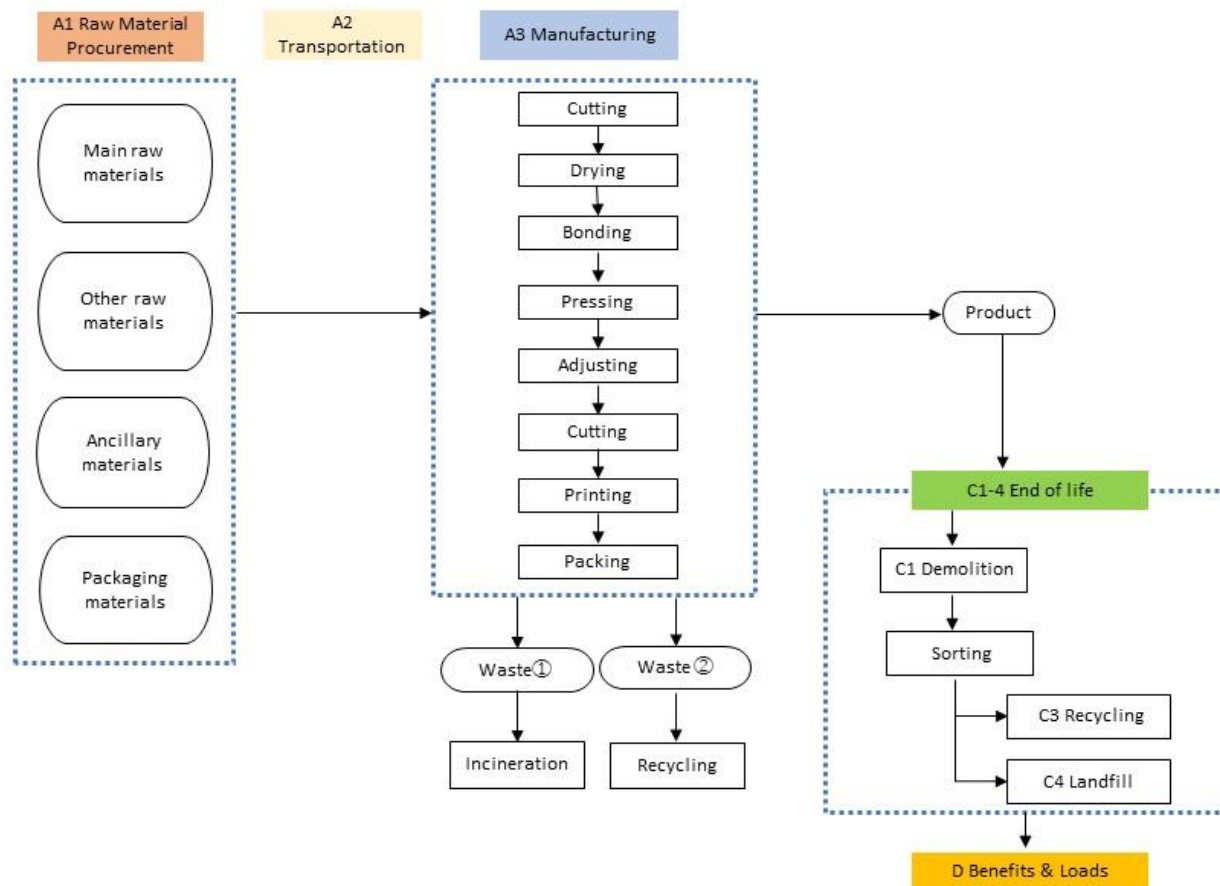 A1 Raw Material
Procurement
A2
Transportation
A3 Manufacturing
Main raw
materials
Other raw
materials
Ancillary
materials
Packaging
materials
Cutting
Drying
Bonding
Pressing
Adjusting
Cutting
Printing
Packing
Waste①
Waste②
Incineration
Recycling
Product
C1-4 End of life
C1 Demolition
Sorting
C3 Recycling
C4 Landfill
D Benefits & Loads